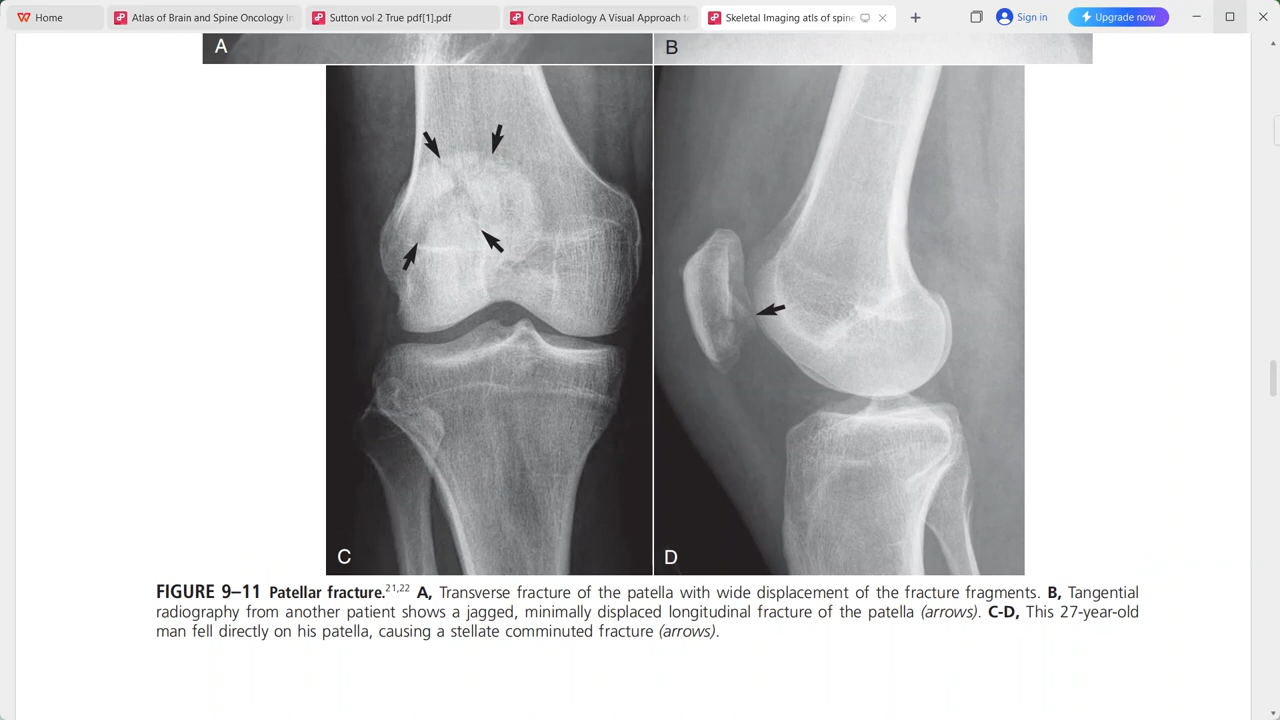 Home
Atlas of Brain and Spine Oncology
Sutton vol 2 True pdf[1].pdf
Core Radiology A Visual Approach to
Skeletal Imaging atls of spine
Sign in
Upgrade now
A
B
C
D
FIGURE 9–11 Patellar fracture.21,22 A, Transverse fracture of the patella with wide displacement of the fracture fragments. B, Tangential
radiography from another patient shows a jagged, minimally displaced longitudinal fracture of the patella (arrows). C-D, This 27-year-old
man fell directly on his patella, causing a stellate comminuted fracture (arrows).